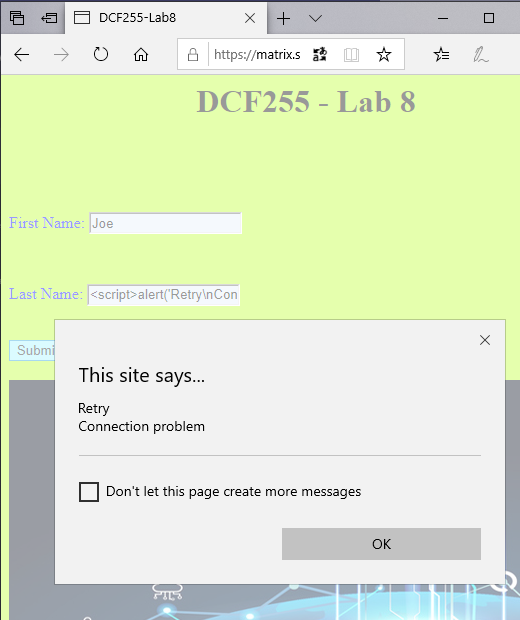 DCF255-Lab8
https://matrix.s
DCF255 - Lab 8
First Name: Joe
Last Name: <script>alert('Retry\nCon
Submi
This site says...
Retry
Connection problem
Don't let this page create more messages
OK